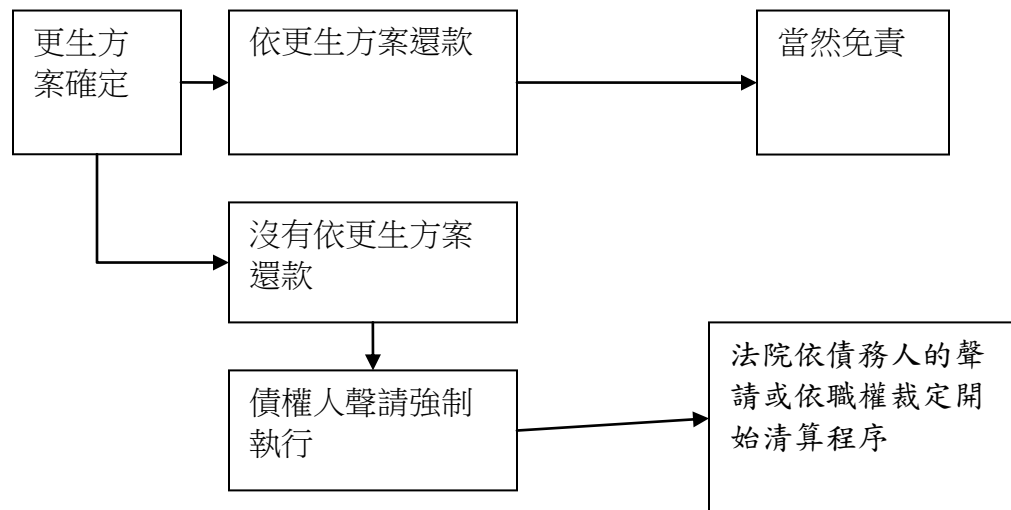 更生方
案確定
依更生方案還款
當然免責
沒有依更生方案
還款
債權人聲請強制
執行
法院依債務人的聲
請或依職權裁定開
始清算程序